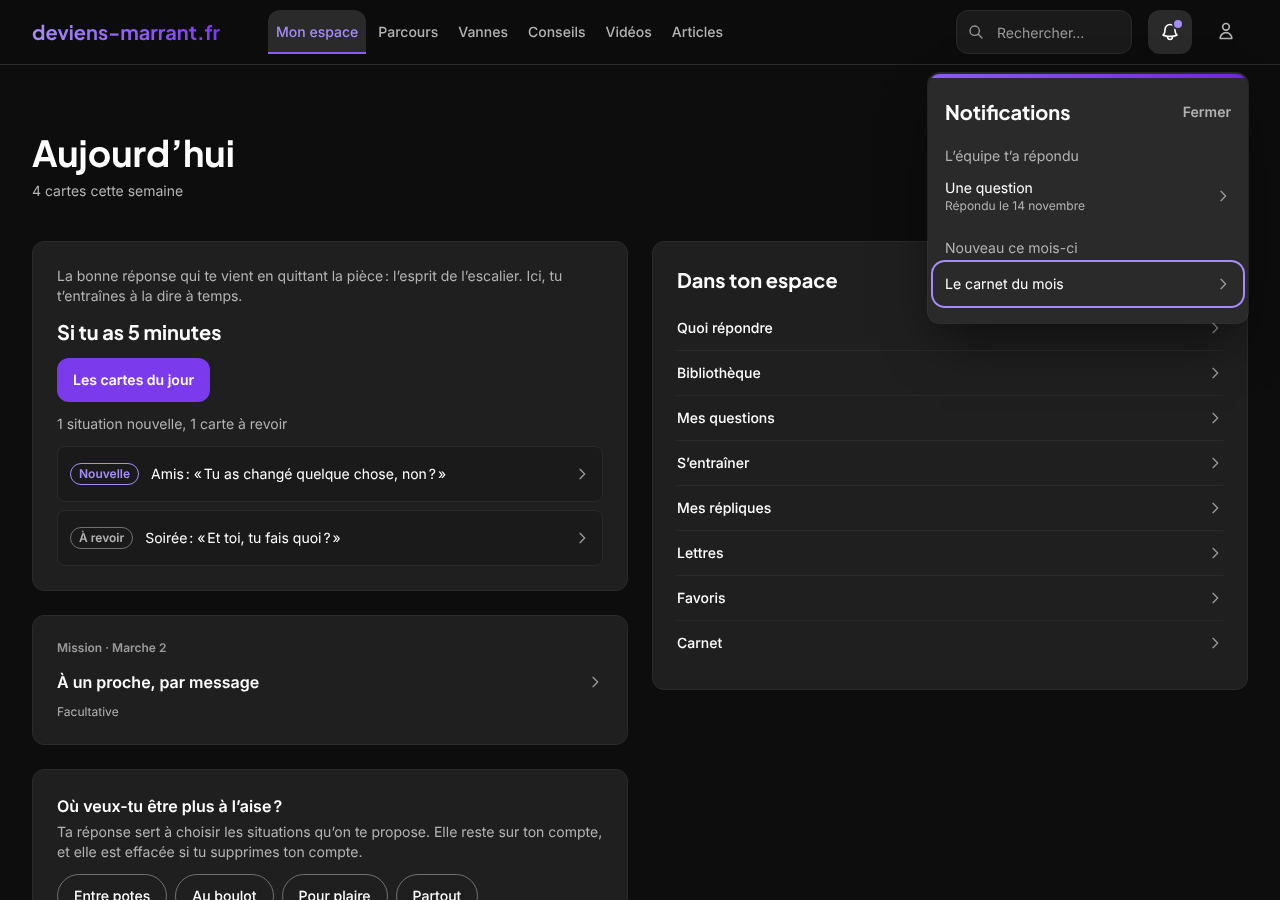 deviens-marrant.fr
Mon espace
Parcours
Vannes
Conseils
Vidéos
Articles
Rechercher…
Notifications
Fermer
L’équipe t’a répondu
Une question
Répondu le 14 novembre
Nouveau ce mois-ci
Le carnet du mois
Aujourd’hui
4 cartes cette semaine
La bonne réponse qui te vient en quittant la pièce : l’esprit de l’escalier. Ici, tu
t’entraînes à la dire à temps.
Si tu as 5 minutes
Les cartes du jour
1 situation nouvelle, 1 carte à revoir
Nouvelle
Amis : « Tu as changé quelque chose, non ? »
À revoir
Soirée : « Et toi, tu fais quoi ? »
Mission · Marche 2
À un proche, par message
Facultative
Où veux-tu être plus à l’aise ?
Ta réponse sert à choisir les situations qu’on te propose. Elle reste sur ton compte,
et elle est effacée si tu supprimes ton compte.
Entre potes
Au boulot
Pour plaire
Partout
Dans ton espace
Quoi répondre
Bibliothèque
Mes questions
S’entraîner
Mes répliques
Lettres
Favoris
Carnet